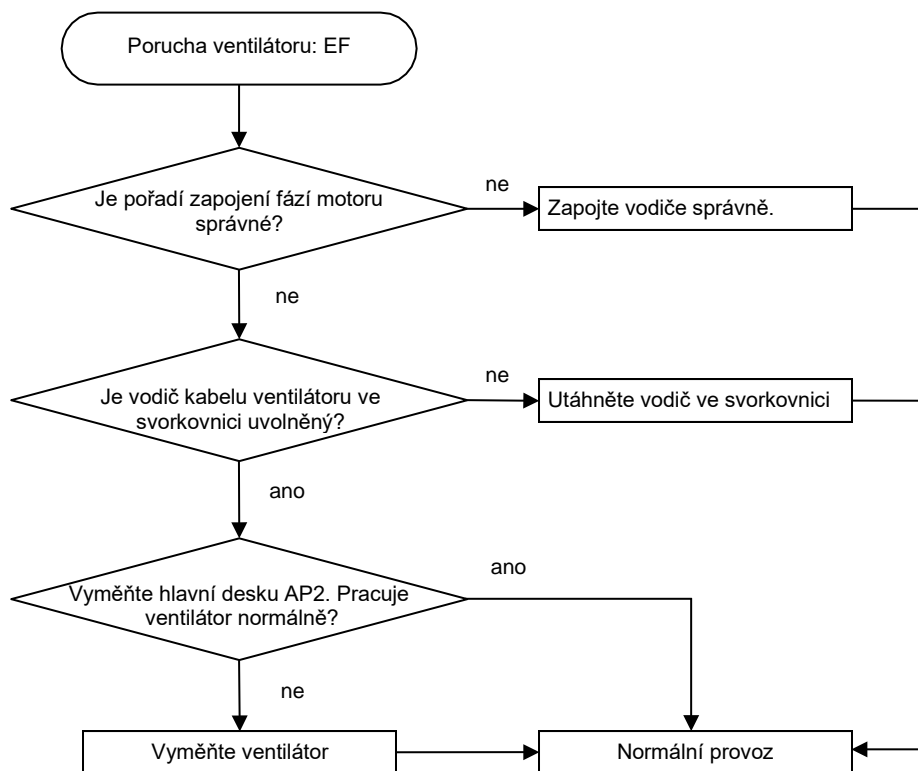 Porucha ventilátoru: EF
Je pořadí zapojení fází motoru
správné?
ne
Zapojte vodiče správně.
ne
Je vodič kabelu ventilátoru ve
svorkovnici uvolněný?
ne
Utáhněte vodič ve svorkovnici
ano
Vyměňte hlavní desku AP2. Pracuje
ventilátor normálně?
ano
ne
Vyměňte ventilátor
Normální provoz